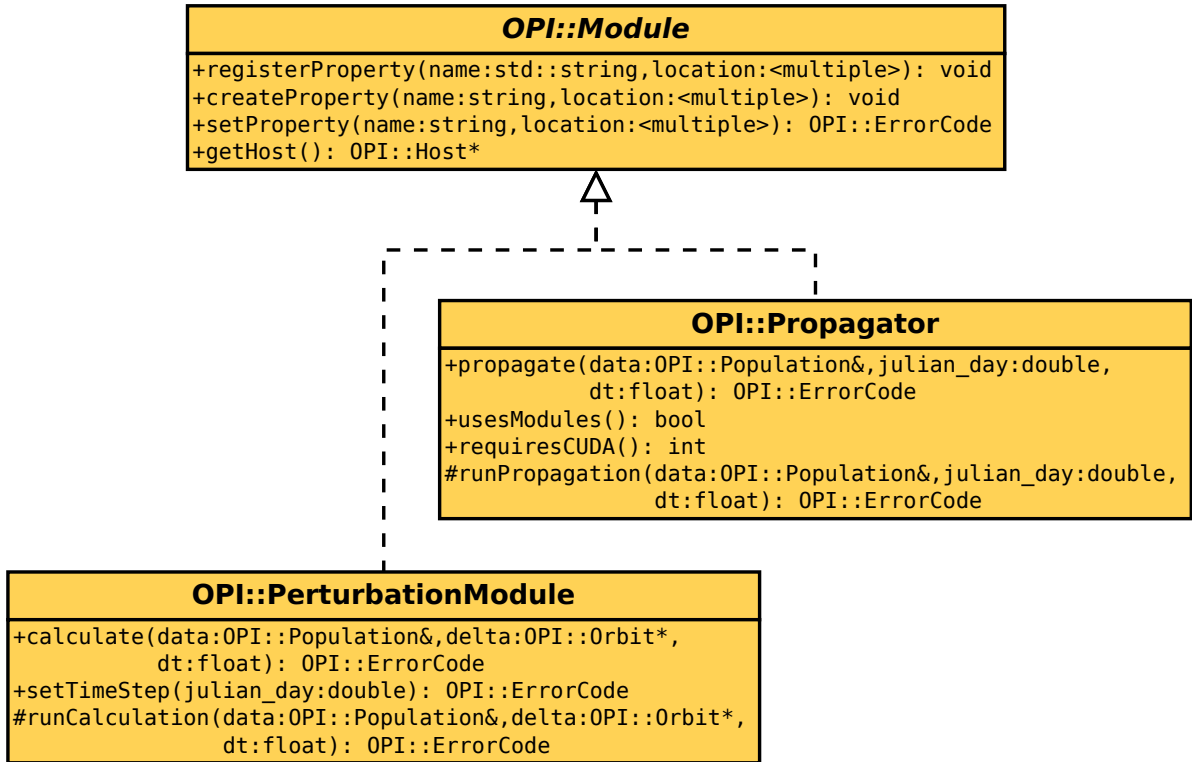 OPI::Module
+registerProperty(name:std::string,location:<multiple>): void
+createProperty(name:string,location:<multiple>): void
+setProperty(name:string,location:<multiple>): OPI::ErrorCode
+getHost(): OPI::Host*
OPI::Propagator
+propagate(data:OPI::Population&,julian_day:double,
dt:float): OPI::ErrorCode
+usesModules(): bool
+requiresCUDA(): int
#runPropagation(data:OPI::Population&,julian_day:double,
dt:float): OPI::ErrorCode
OPI::PerturbationModule
+calculate(data:OPI::Population&,delta:OPI::Orbit*,
dt:float): OPI::ErrorCode
+setTimeStep(julian_day:double): OPI::ErrorCode
#runCalculation(data:OPI::Population&,delta:OPI::Orbit*,
dt:float): OPI::ErrorCode